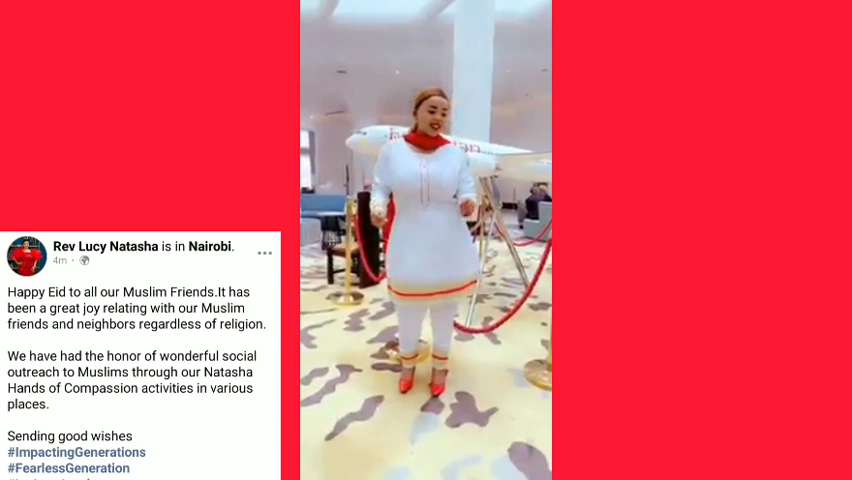 Rev Lucy Natasha is in Nairobi.
4m
Happy Eid to all our Muslim Friends.It has
been a great joy relating with our Muslim
friends and neighbors regardless of religion.
We have had the honor of wonderful social
outreach to Muslims through our Natasha
Hands of Compassion activities in various
places.
Sending good wishes
#ImpactingGenerations
#FearlessGeneration